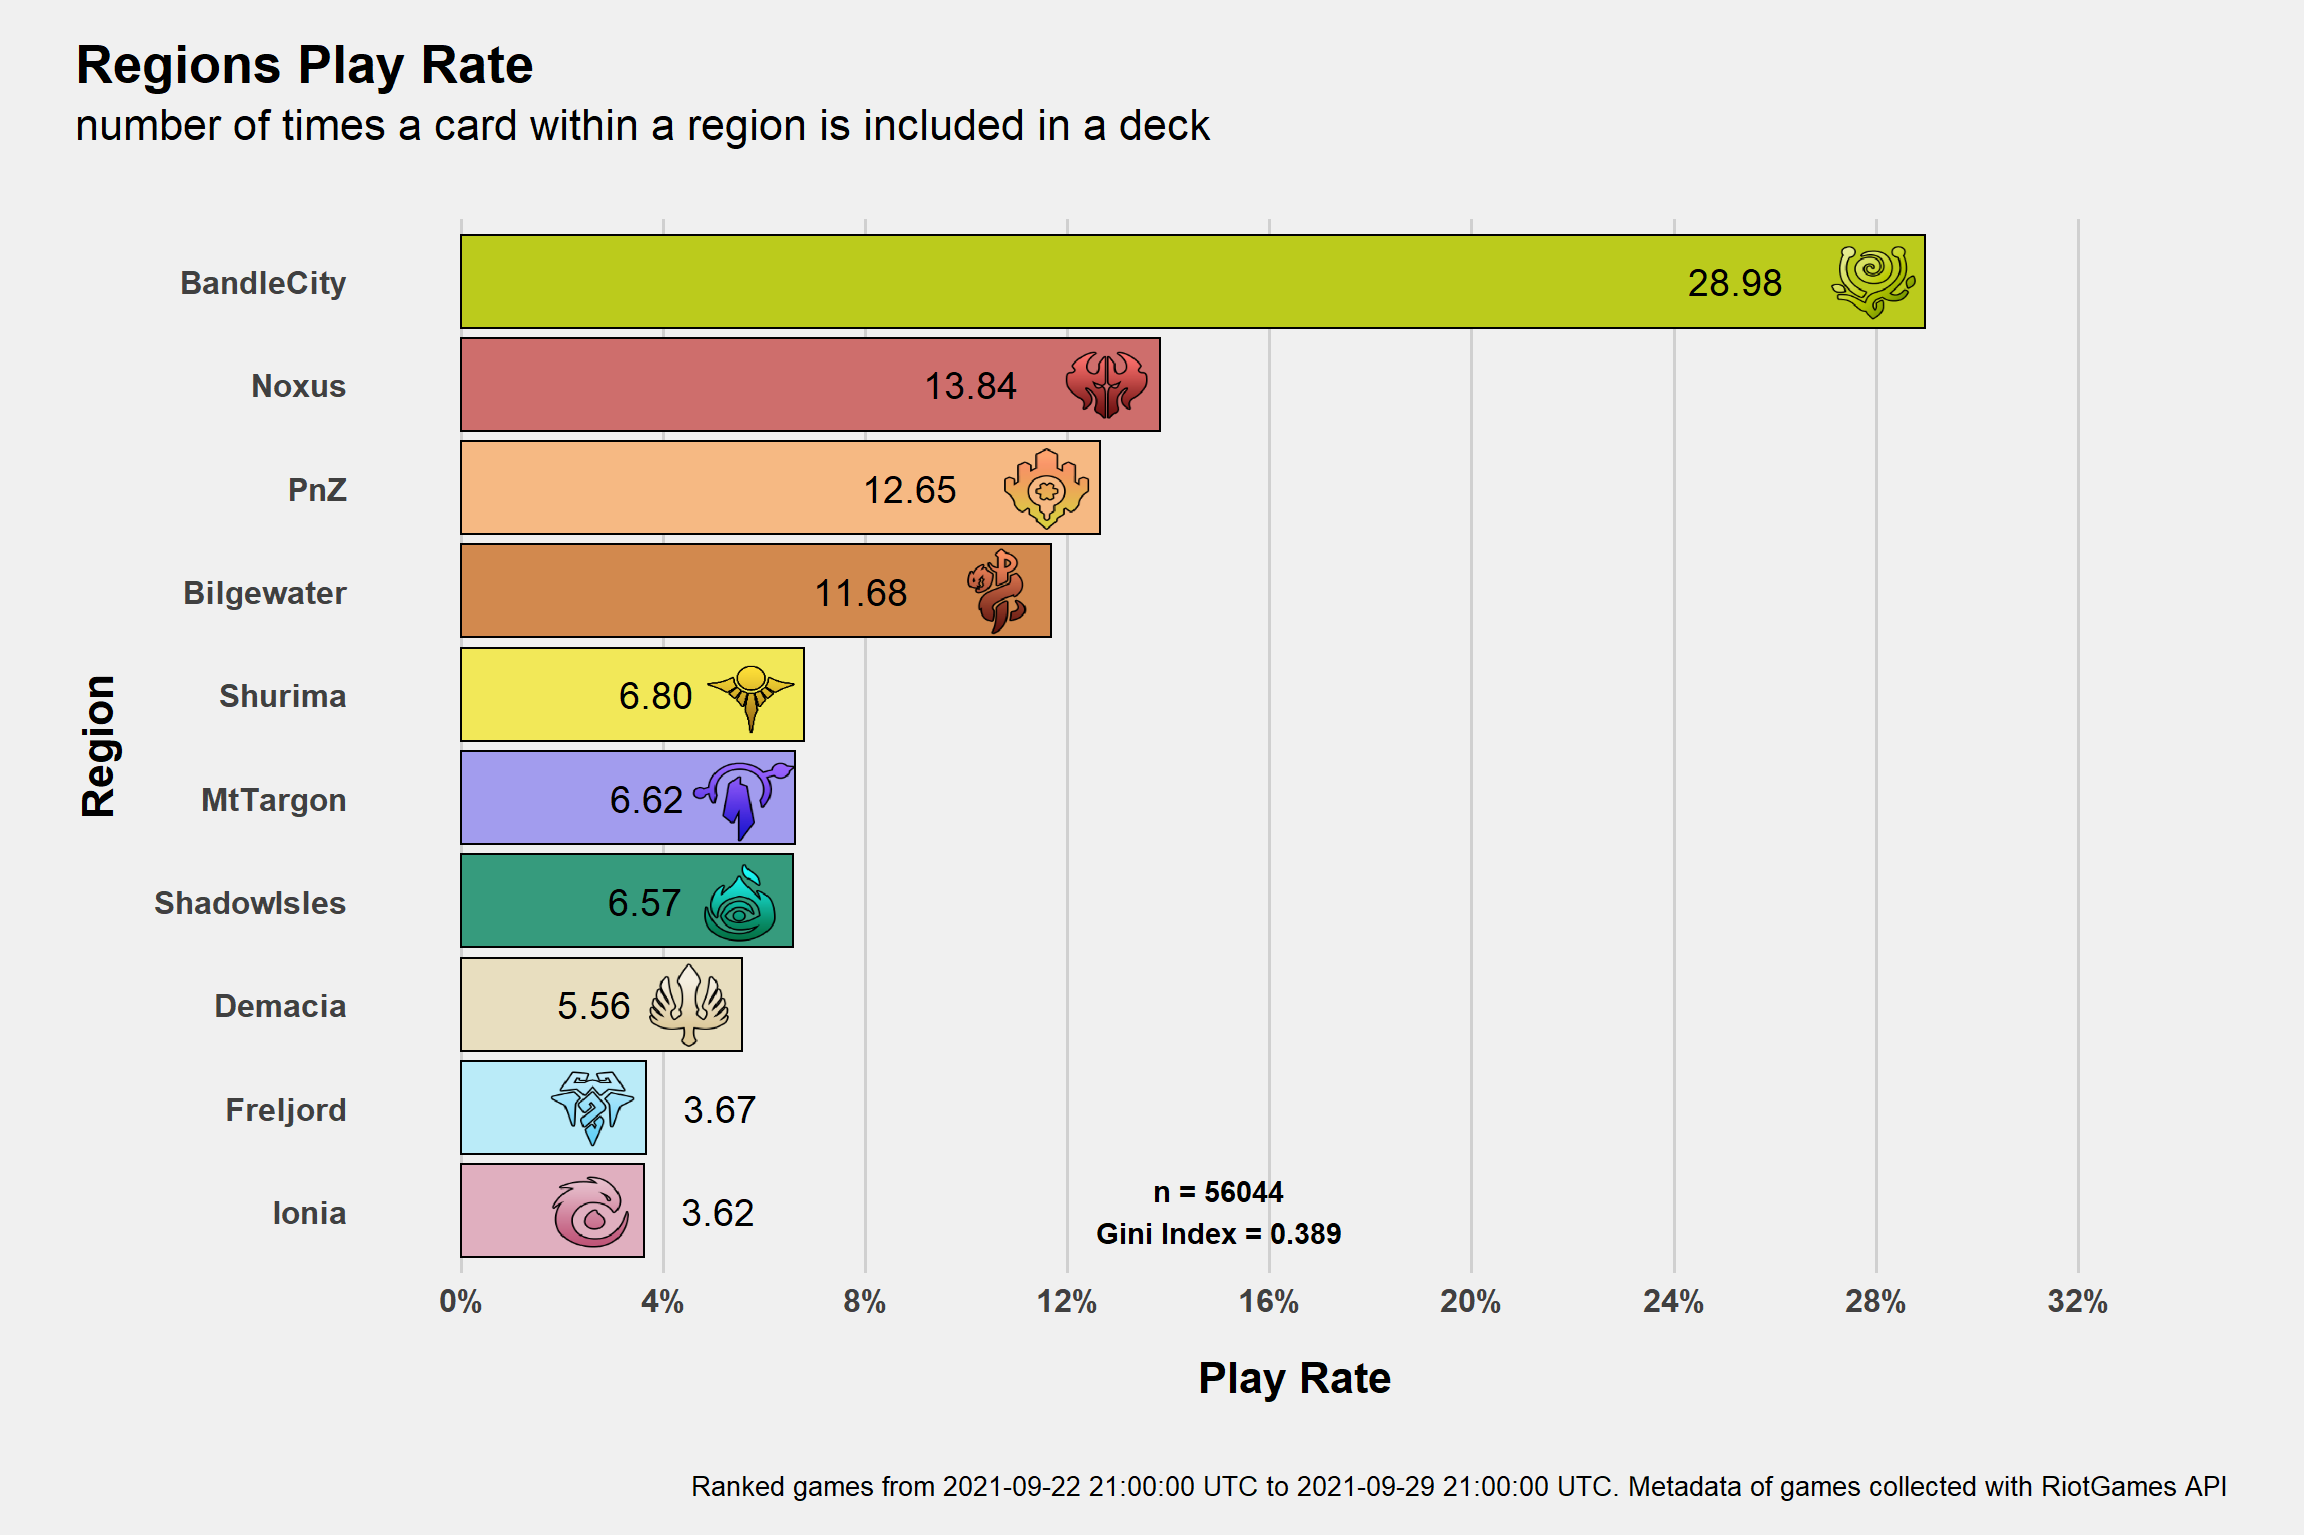 Regions Play Rate
number of times a card within a region is included in a deck
BandleCity
28.98
Noxus
13.84
PnZ
12.65
Bilgewater
11.68
Shurima
6.80
MtTargon
6.62
ShadowIsles
6.57
Demacia
5.56
Freljord
3.67
Ionia
3.62
Region
n = 56044
Gini Index = 0.389
0% 4% 8% 12% 16% 20% 24% 28% 32%
Play Rate
Ranked games from 2021-09-22 21:00:00 UTC to 2021-09-29 21:00:00 UTC. Metadata of games collected with RiotGames API